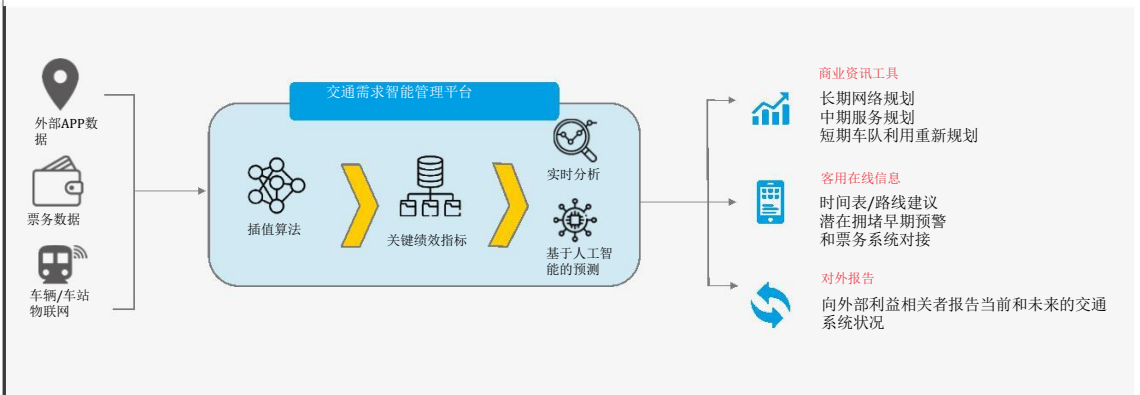 外部APP数
据
票务数据
车辆/车站
物联网
交通需求智能管理平台
插值算法
关键绩效指标
实时分析
基于人工智
能的预测
商业资讯工具
长期网络规划
中期服务规划
短期车队利用重新规划
客用在线信息
时间表/路线建议
潜在拥堵早期预警
和票务系统对接
对外报告
向外部利益相关者报告当前和未来的交通
系统状况